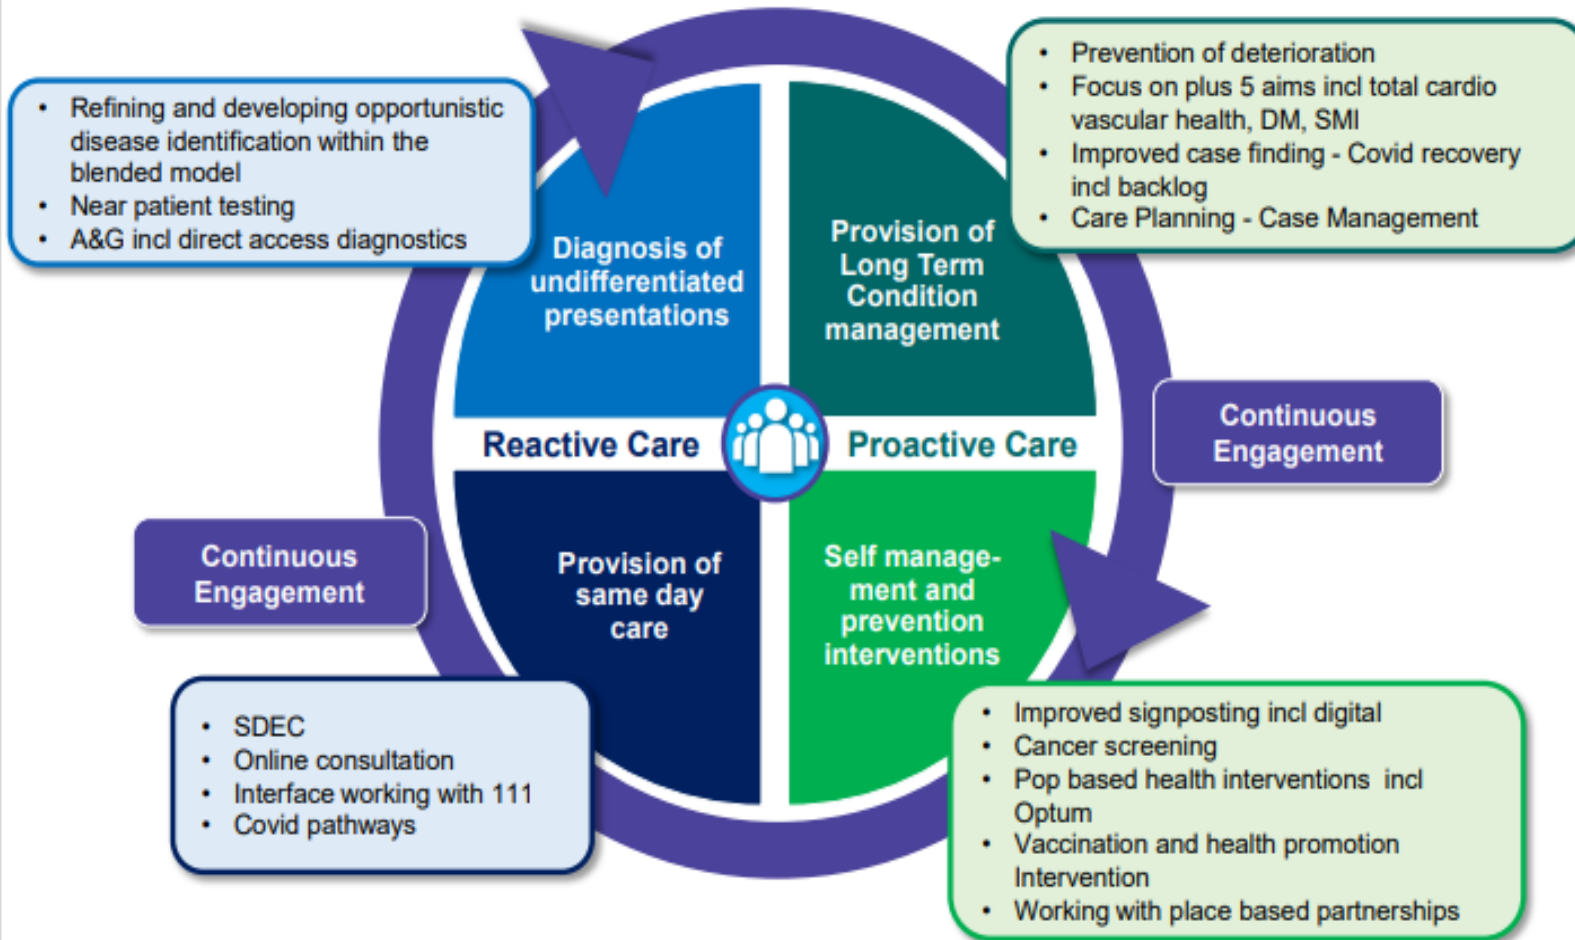 • Refining and developing opportunistic
disease identification within the
blended model
• Near patient testing
• A&G incl direct access diagnostics
• Prevention of deterioration
• Focus on plus 5 aims incl total cardio
vascular health, DM, SMI
• Improved case finding - Covid recovery
incl backlog
• Care Planning - Case Management
Diagnosis of
undifferentiated
presentations
Provision of
Long Term
Condition
management
Reactive Care
Proactive Care
Continuous
Engagement
Continuous
Engagement
Provision of
same day
care
Self manage-
ment and
prevention
interventions
• SDEC
• Online consultation
• Interface working with 111
• Covid pathways
• Improved signposting incl digital
• Cancer screening
• Pop based health interventions incl
Optum
• Vaccination and health promotion
Intervention
• Working with place based partnerships